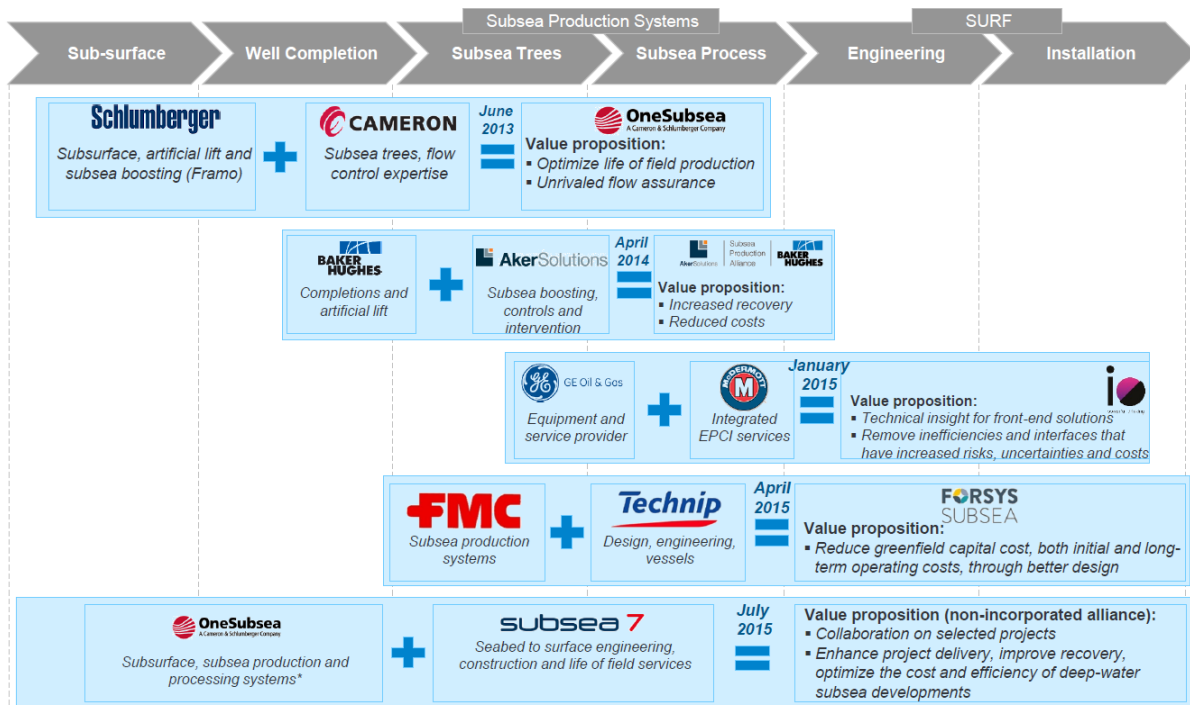 Subsea Production Systems
SURF
Sub-surface
Well Completion
Subsea Trees
Subsea Process
Engineering
Installation
Schlumberger
Subsurface, artificial lift and
subsea boosting (Framo)
CAMERON
Subsea trees, flow
control expertise
June
2013
OneSubsea
A Cameron & Schlumberger Company
Value proposition:
▪ Optimize life of field production
▪ Unrivaled flow assurance
BAKER
HUGHES
Completions and
artificial lift
AkerSolutions
Subsea boosting,
controls and
intervention
April
2014
AkerSolutions
Subsea
Production
Alliance
BAKER
HUGHES
Value proposition:
▪ Increased recovery
▪ Reduced costs
GE Oil & Gas
Equipment and
service provider
McDERMOTT
M
Integrated
EPCI services
January
2015
io
Value proposition:
▪ Technical insight for front-end solutions
▪ Remove inefficiencies and interfaces that
have increased risks, uncertainties and costs
FMC
Subsea production
systems
Technip
Design, engineering,
vessels
April
2015
FORSYS
SUBSEA
Value proposition:
▪ Reduce greenfield capital cost, both initial and long-
term operating costs, through better design
OneSubsea
A Cameron & Schlumberger Company
Subsurface, subsea production and
processing systems*
subsea 7
Seabed to surface engineering,
construction and life of field services
July
2015
Value proposition (non-incorporated alliance):
▪ Collaboration on selected projects
▪ Enhance project delivery, improve recovery,
optimize the cost and efficiency of deep-water
subsea developments